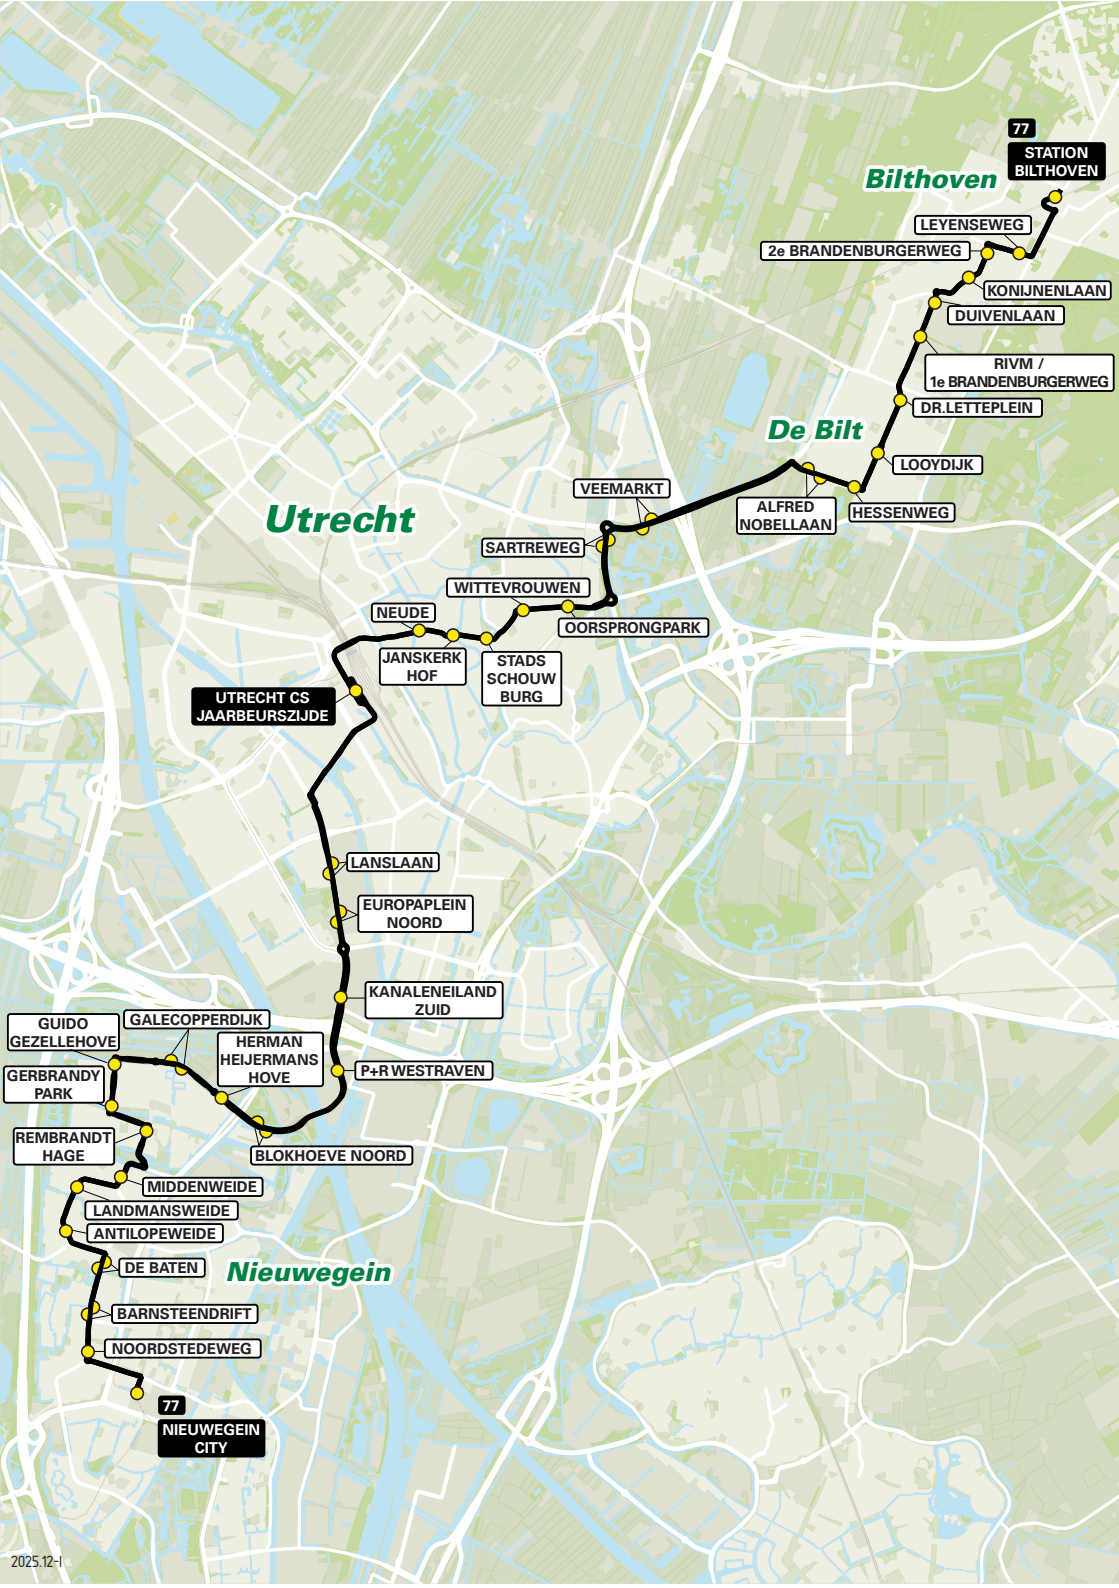 77
STATION
BILTHOVEN
Bilthoven
LEYENSEWEG
2e BRANDENBURGERWEG
KONIJNENLAAN
DUIVENLAAN
RIVM /
1e BRANDENBURGERWEG
DR.LETTEPLEIN
De Bilt
LOOYDIJK
VEEMARKT
ALFRED
NOBELLAAN
HESSENWEG
Utrecht
SARTREWEG
WITTEVROUWEN
NEUDE
OORSPRONGPARK
JANSKERK
HOF
STADS
SCHOUW
BURG
UTRECHT CS
JAARBEURSZIJDE
LANSLAAN
EUROPAPLEIN
NOORD
KANALENEILAND
ZUID
GUIDO
GEZELLEHOVE
GALECOPPERDIJK
HERMAN
HEIJERMANS
HOVE
P+R WESTRAVEN
GERBRANDY
PARK
REMBRANDT
HAGE
BLOKHOEVE NOORD
MIDDENWEIDE
LANDMANSWEIDE
ANTILOPEWEIDE
DE BATEN
Nieuwegein
BARNSTEENDRIFT
NOORDSTEDEWEG
77
NIEUWEGEIN
CITY
2025.12-I